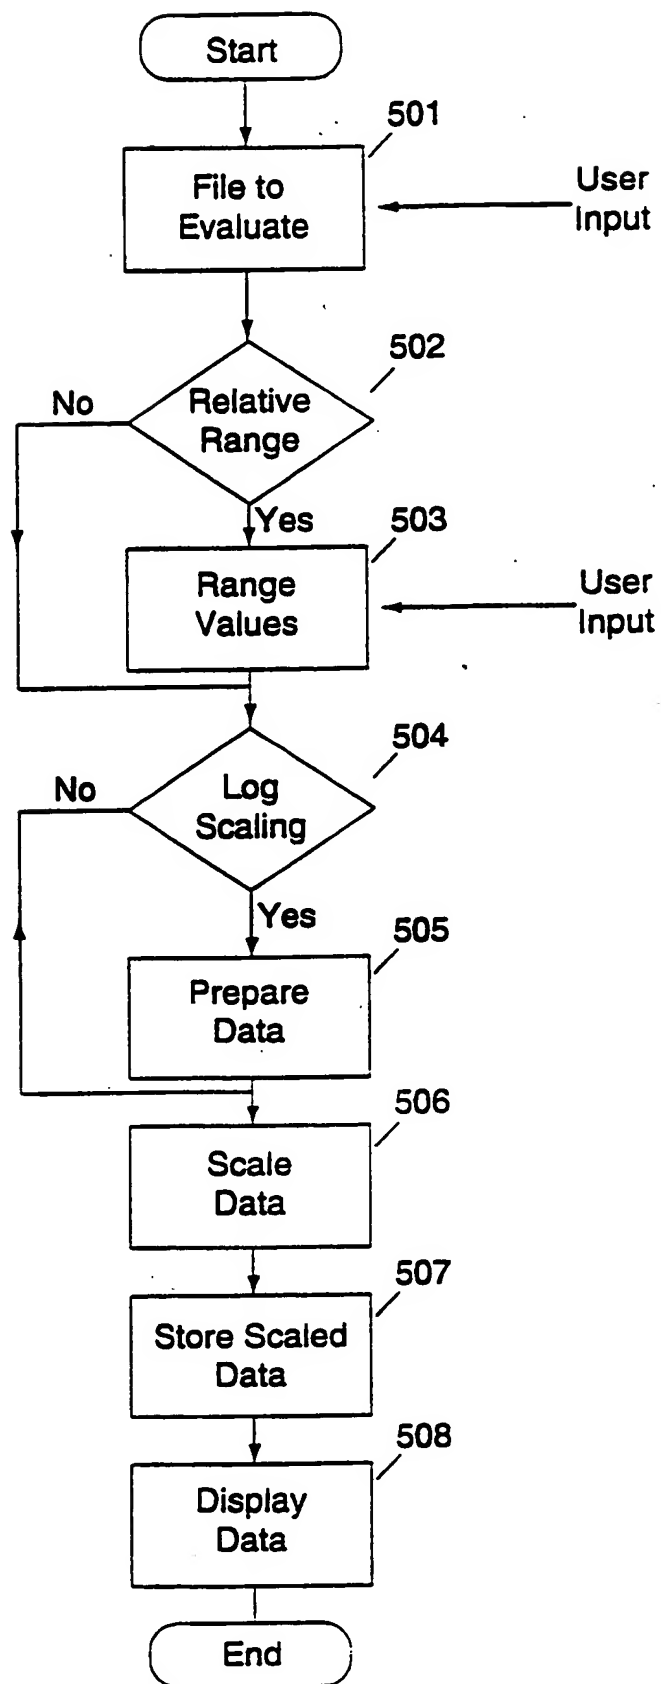 Start
501
File to
Evaluate
User
Input
502
No
Relative
Range
Yes
503
Range
Values
User
Input
504
No
Log
Scaling
Yes
505
Prepare
Data
506
Scale
Data
507
Store Scaled
Data
508
Display
Data
End